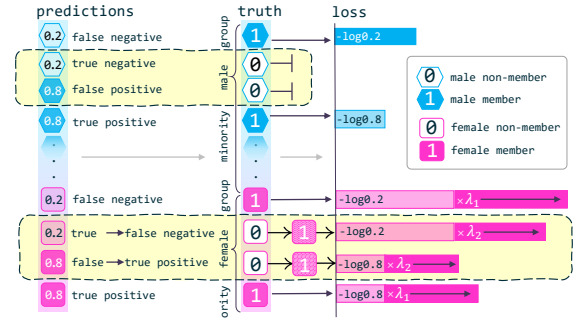 predictions truth loss
0.2 false negative 1 -log0.2
0.2 true negative 0
0.8 false positive 0
0.8 true positive 1 -log0.8
male group
minority
0 male non-member
1 male member
0 female non-member
1 female member
0.2 false negative 1 -log0.2 ×λ1
0.2 true → false negative 0 → 1 → -log0.2 ×λ2
0.8 false → true positive 0 → 1 → -log0.8 ×λ2
0.8 true positive 1 -log0.8 ×λ1
female group
ority